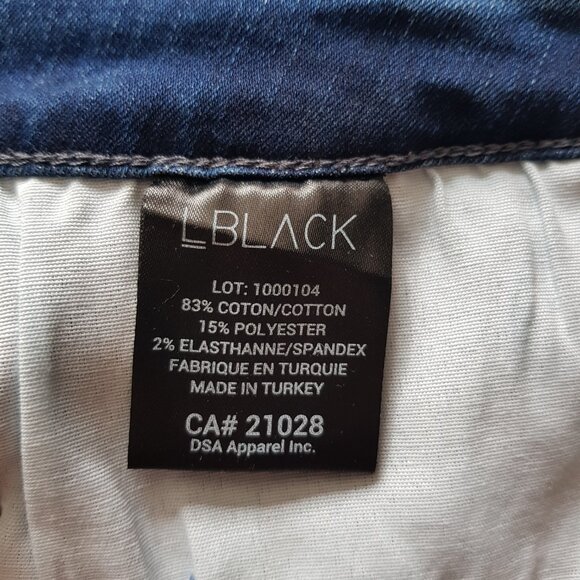 LBLACK
LOT: 1000104
83% COTON/COTTON
15% POLYESTER
2% ELASTHANNE/SPANDEX
FABRIQUE EN TURQUIE
MADE IN TURKEY
CA# 21028
DSA Apparel Inc.